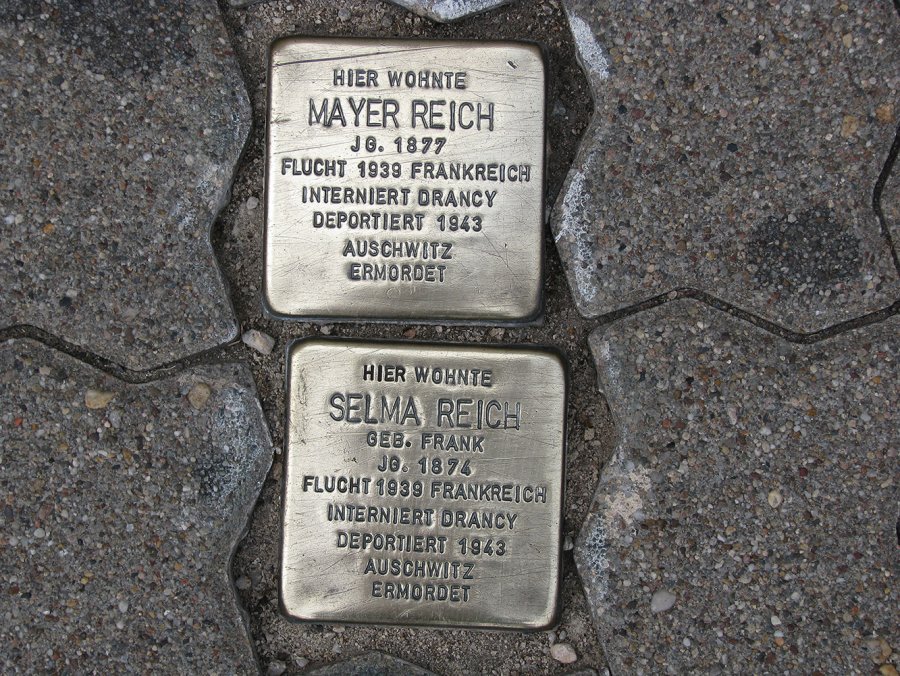 HIER WOHNTE
MAYER REICH
JG. 1877
FLUCHT 1939 FRANKREICH
INTERNIERT DRANCY
DEPORTIERT 1943
AUSCHWITZ
ERMORDET
HIER WOHNTE
SELMA REICH
GEB. FRANK
JG. 1874
FLUCHT 1939 FRANKREICH
INTERNIERT DRANCY
DEPORTIERT 1943
AUSCHWITZ
ERMORDET